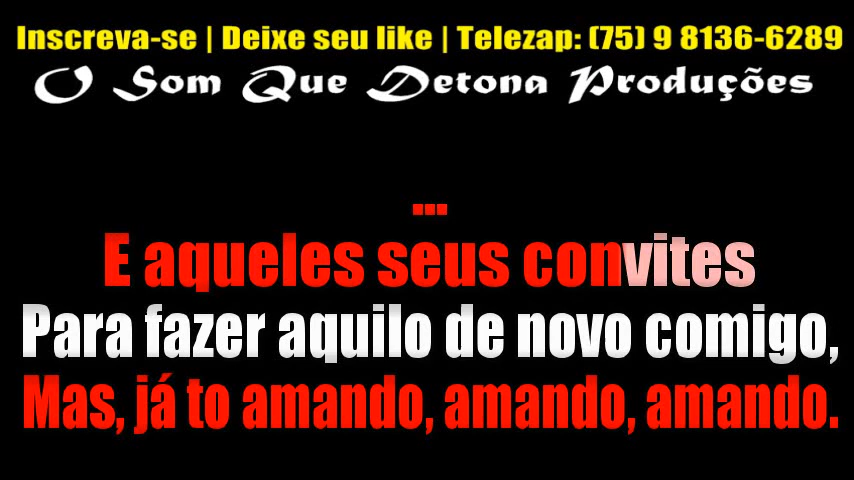 Inscreva-se | Deixe seu like | Telezap: (75) 9 8136-6289
O Som Que Detona Produções
...
E aqueles seus convites
Para fazer aquilo de novo comigo,
Mas, já to amando, amando, amando.